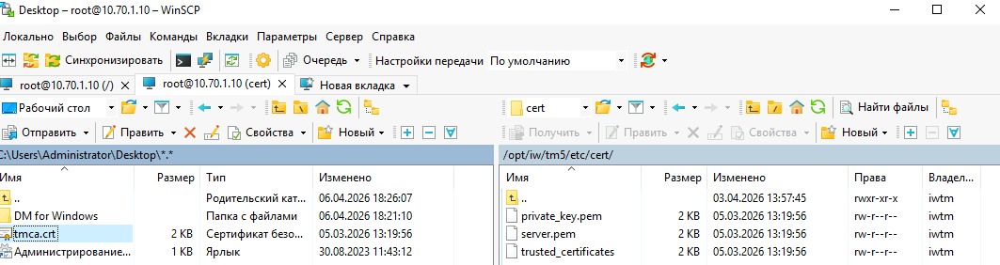 Desktop – root@10.70.1.10 – WinSCP
Локально Выбор Файлы Команды Вкладки Параметры Сервер Справка
Синхронизировать Очередь Настройки передачи По умолчанию
root@10.70.1.10 (/) × root@10.70.1.10 (cert) × Новая вкладка
Рабочий стол
cert Найти файлы
Отправить Править Свойства Новый
Получить Править Свойства Новый
C:\Users\Administrator\Desktop\*.*
/opt/iw/tm5/etc/cert/
Имя Размер Тип Изменено
.. Родительский кат... 06.04.2026 18:26:07
DM for Windows Папка с файлами 06.04.2026 18:21:10
tmca.crt 2 KB Сертификат безо... 05.03.2026 13:19:56
Администрирование... 1 KB Ярлык 30.08.2023 11:43:12
Имя Размер Изменено Права Владел...
.. 03.04.2026 13:57:45 rwxr-xr-x iwtm
private_key.pem 2 KB 05.03.2026 13:19:56 rw-r--r-- iwtm
server.pem 2 KB 05.03.2026 13:19:56 rw-r--r-- iwtm
trusted_certificates 2 KB 05.03.2026 13:19:56 rw-r--r-- iwtm